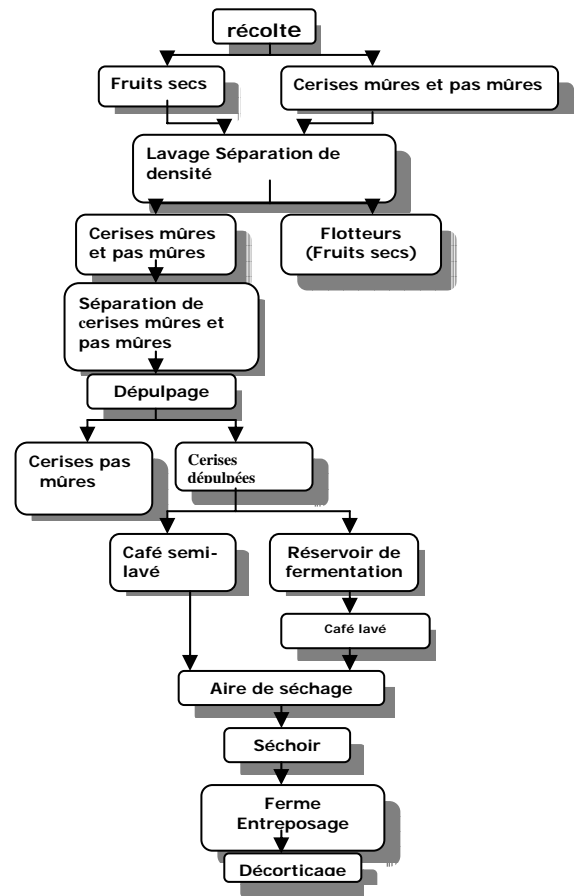 récolte
Fruits secs
Cerises mûres et pas mûres
Lavage Séparation de
densité
Cerises mûres
et pas mûres
Flotteurs
(Fruits secs)
Séparation de
cerises mûres et
pas mûres
Dépulpage
Cerises pas
mûres
Cerises
dépulpées
Café semi-
lavé
Réservoir de
fermentation
Café lavé
Aire de séchage
Séchoir
Ferme
Entreposage
Décorticage